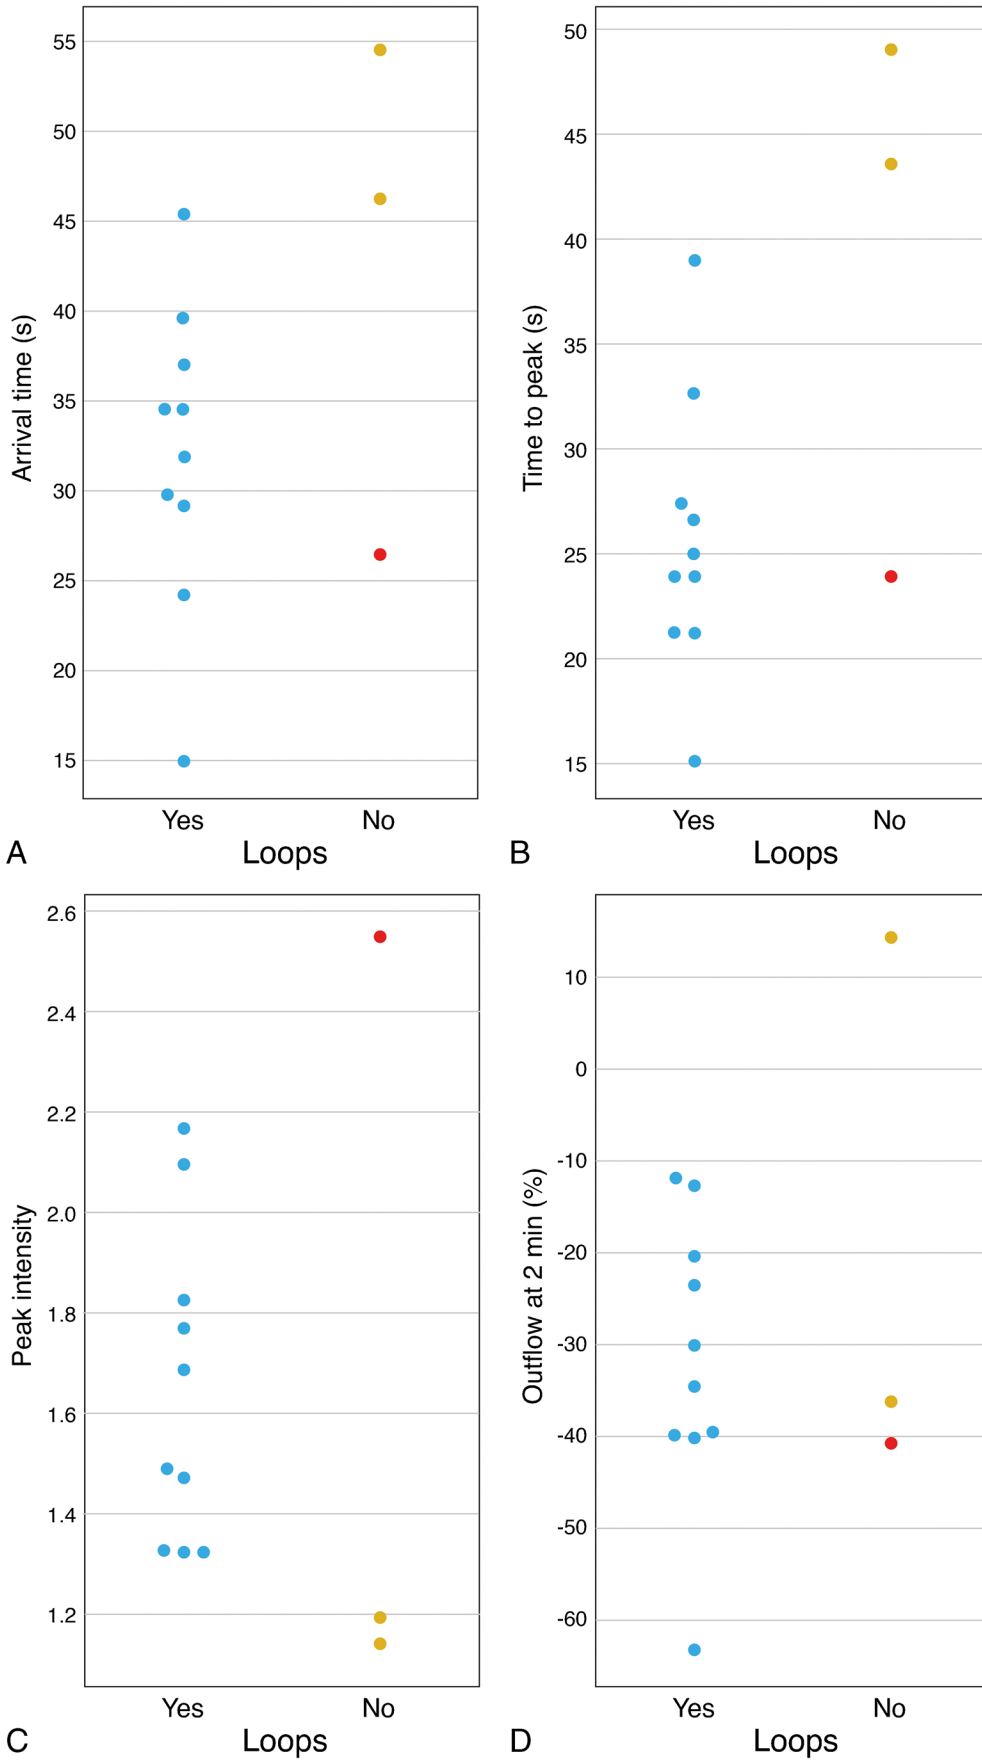 55
50
45
40
35
30
25
20
15
Arrival time (s)
Yes No
Loops
A
50
45
40
35
30
25
20
15
Time to peak (s)
Yes No
Loops
B
2.6
2.4
2.2
2.0
1.8
1.6
1.4
1.2
Peak intensity
Yes No
Loops
C
10
0
-10
-20
-30
-40
-50
-60
Outflow at 2 min (%)
Yes No
Loops
D